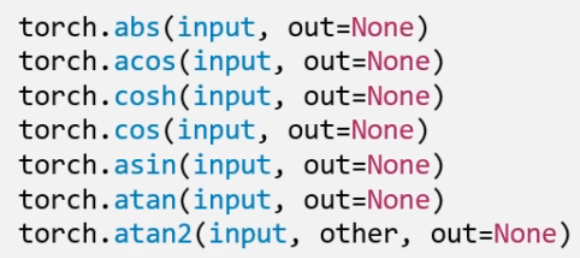 torch.abs(input, out=None)
torch.acos(input, out=None)
torch.cosh(input, out=None)
torch.cos(input, out=None)
torch.asin(input, out=None)
torch.atan(input, out=None)
torch.atan2(input, other, out=None)